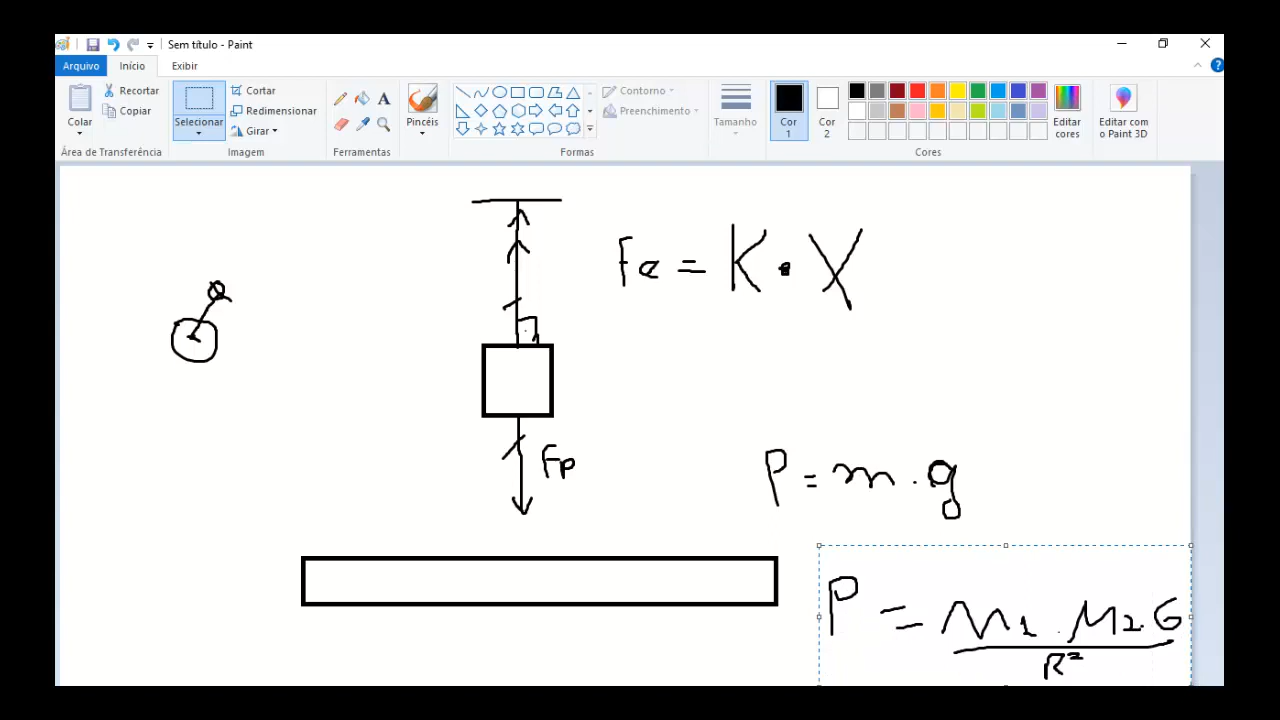 Sem título - Paint
Arquivo Início Exibir
Colar
Recortar
Copiar
Área de Transferência
Selecionar
Cortar
Redimensionar
Girar
Imagem
Ferramentas
Pincéis
Contorno
Preenchimento
Formas
Tamanho
Cor 1
Cor 2
Editar cores
Cores
Editar com o Paint 3D
Fe = K . X
Fp
P = m . g
P = M1 . M2 . G
R²